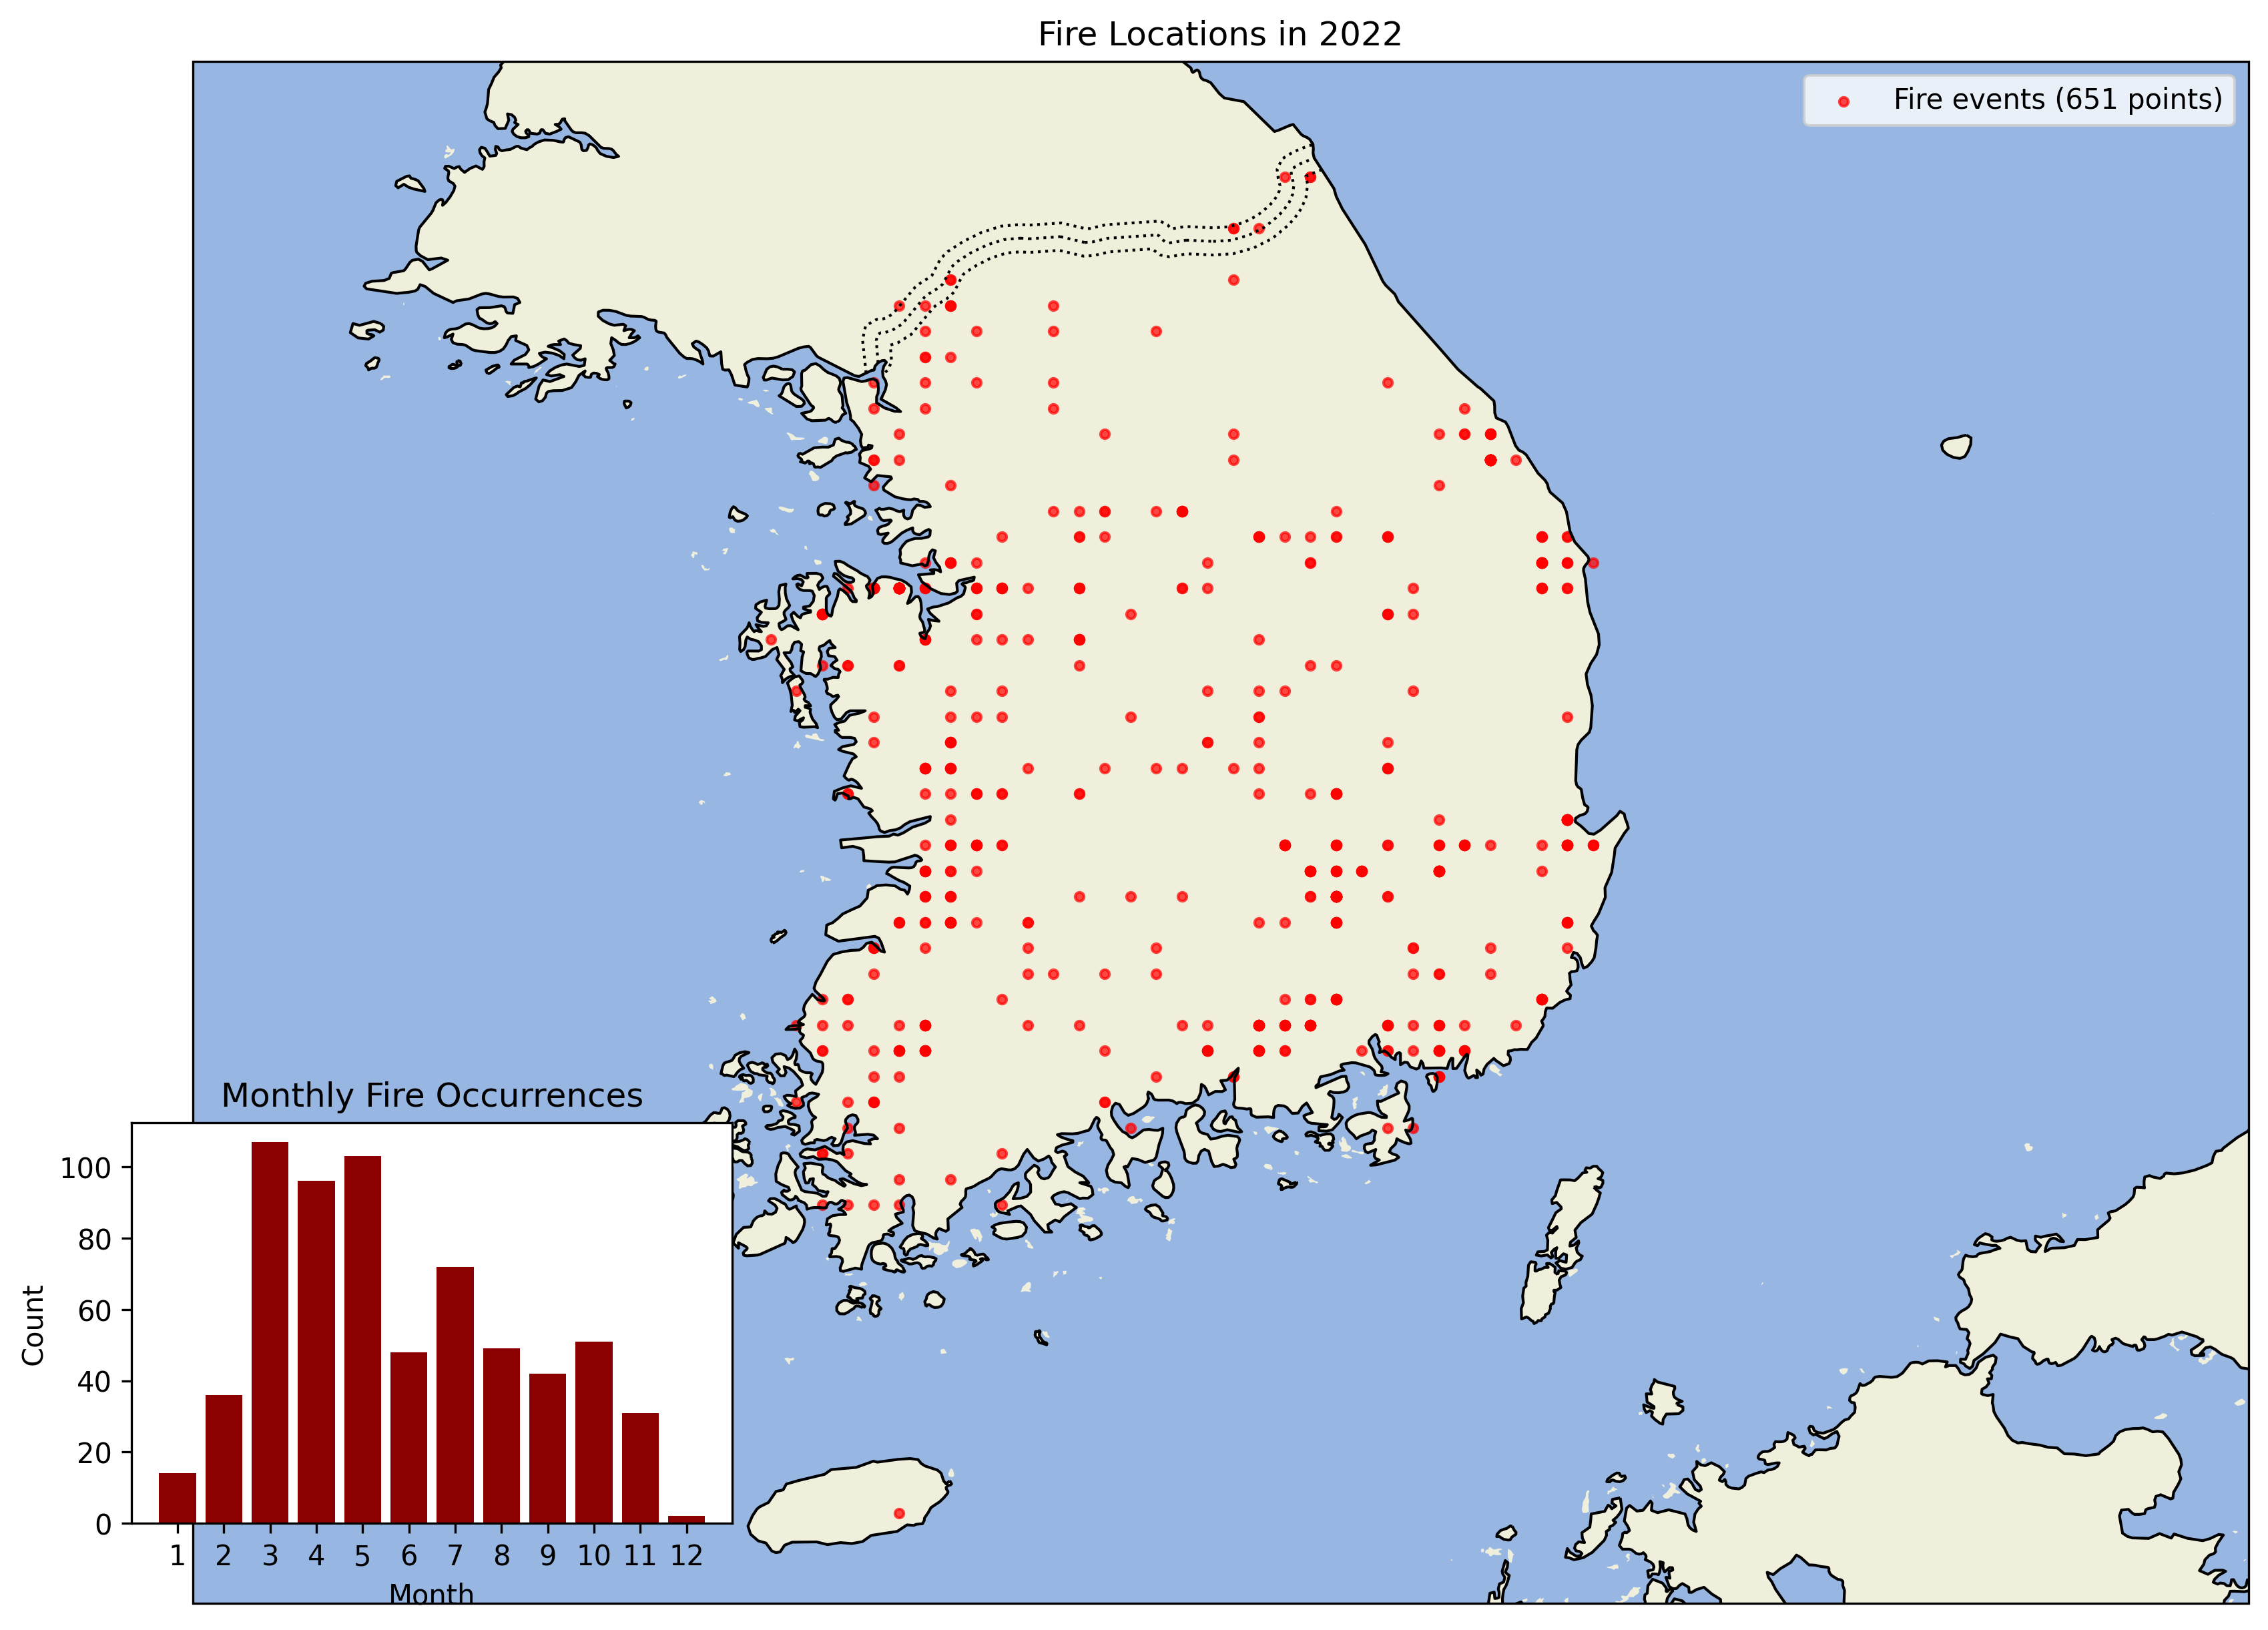 Fire Locations in 2022
Fire events (651 points)
Monthly Fire Occurrences
100
80
60
40
20
0
Count
1 2 3 4 5 6 7 8 9 10 11 12
Month